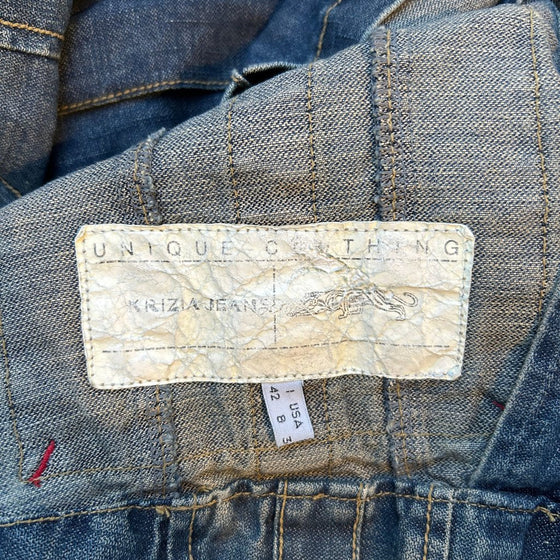 UNIQUE CLOTHING
KRIZIA JEANS
I USA
42 8 3